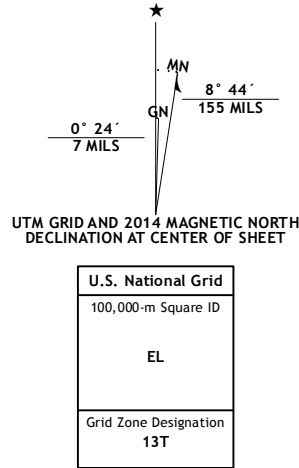 ★
MN
8° 44´
155 MILS
GN
0° 24´
7 MILS
UTM GRID AND 2014 MAGNETIC NORTH
DECLINATION AT CENTER OF SHEET
U.S. National Grid
100,000-m Square ID
EL
Grid Zone Designation
13T